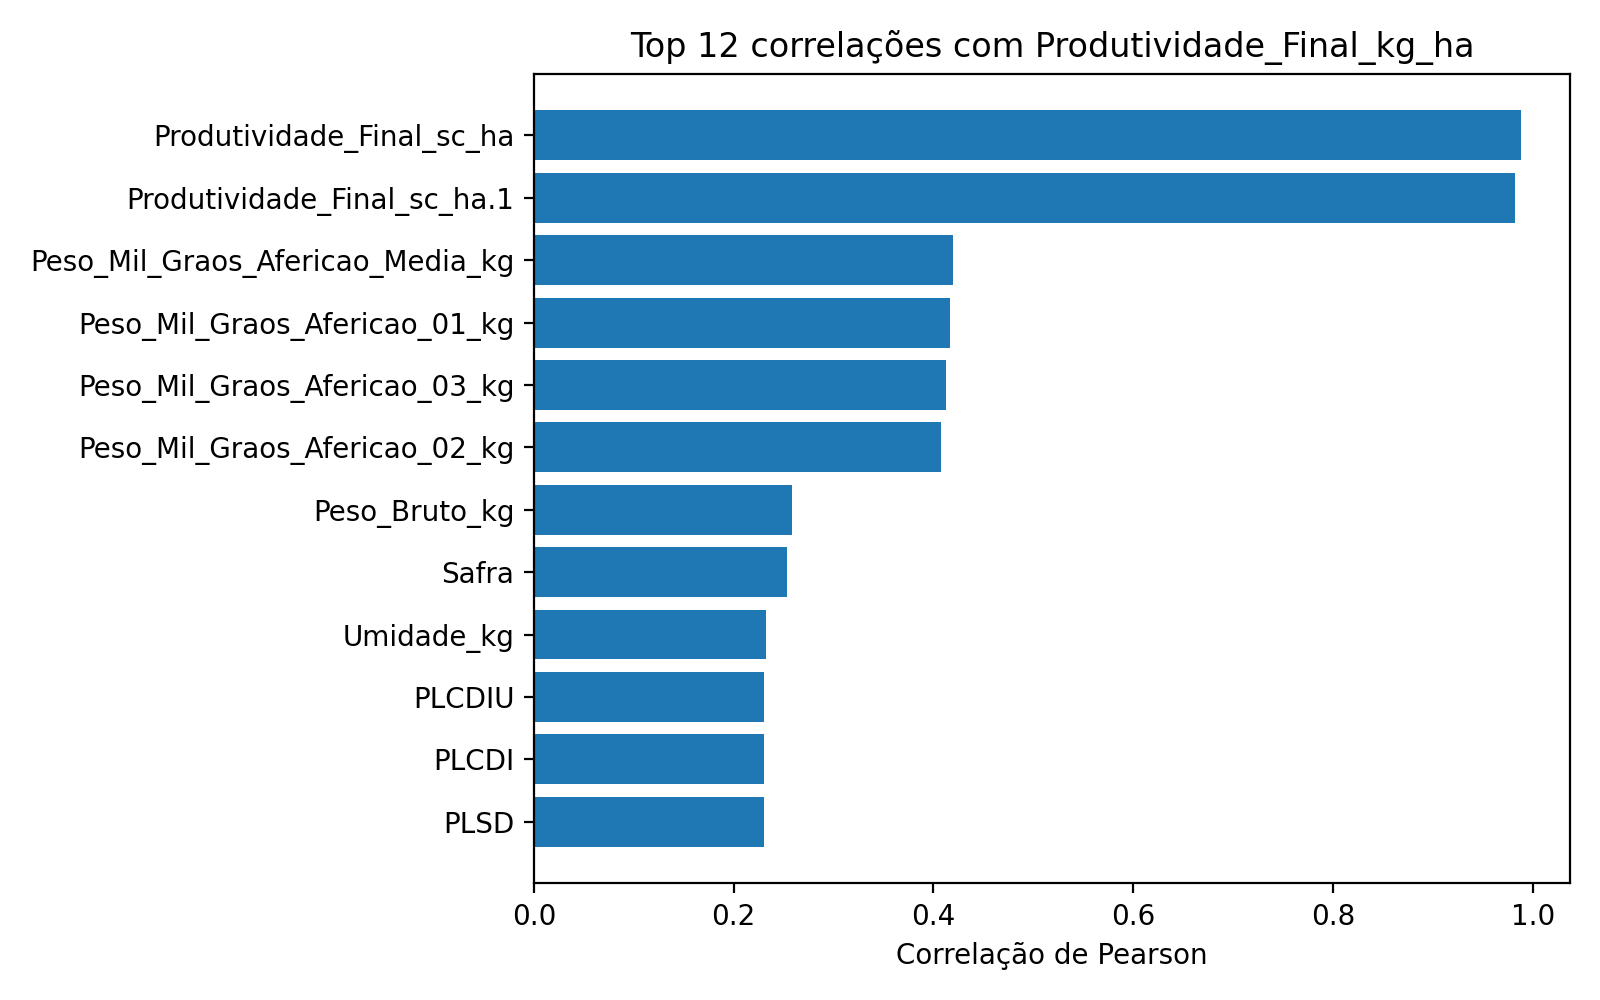 Top 12 correlações com Produtividade_Final_kg_ha
Produtividade_Final_sc_ha
Produtividade_Final_sc_ha.1
Peso_Mil_Graos_Afericao_Media_kg
Peso_Mil_Graos_Afericao_01_kg
Peso_Mil_Graos_Afericao_03_kg
Peso_Mil_Graos_Afericao_02_kg
Peso_Bruto_kg
Safra
Umidade_kg
PLCDIU
PLCDI
PLSD
0.0 0.2 0.4 0.6 0.8 1.0
Correlação de Pearson